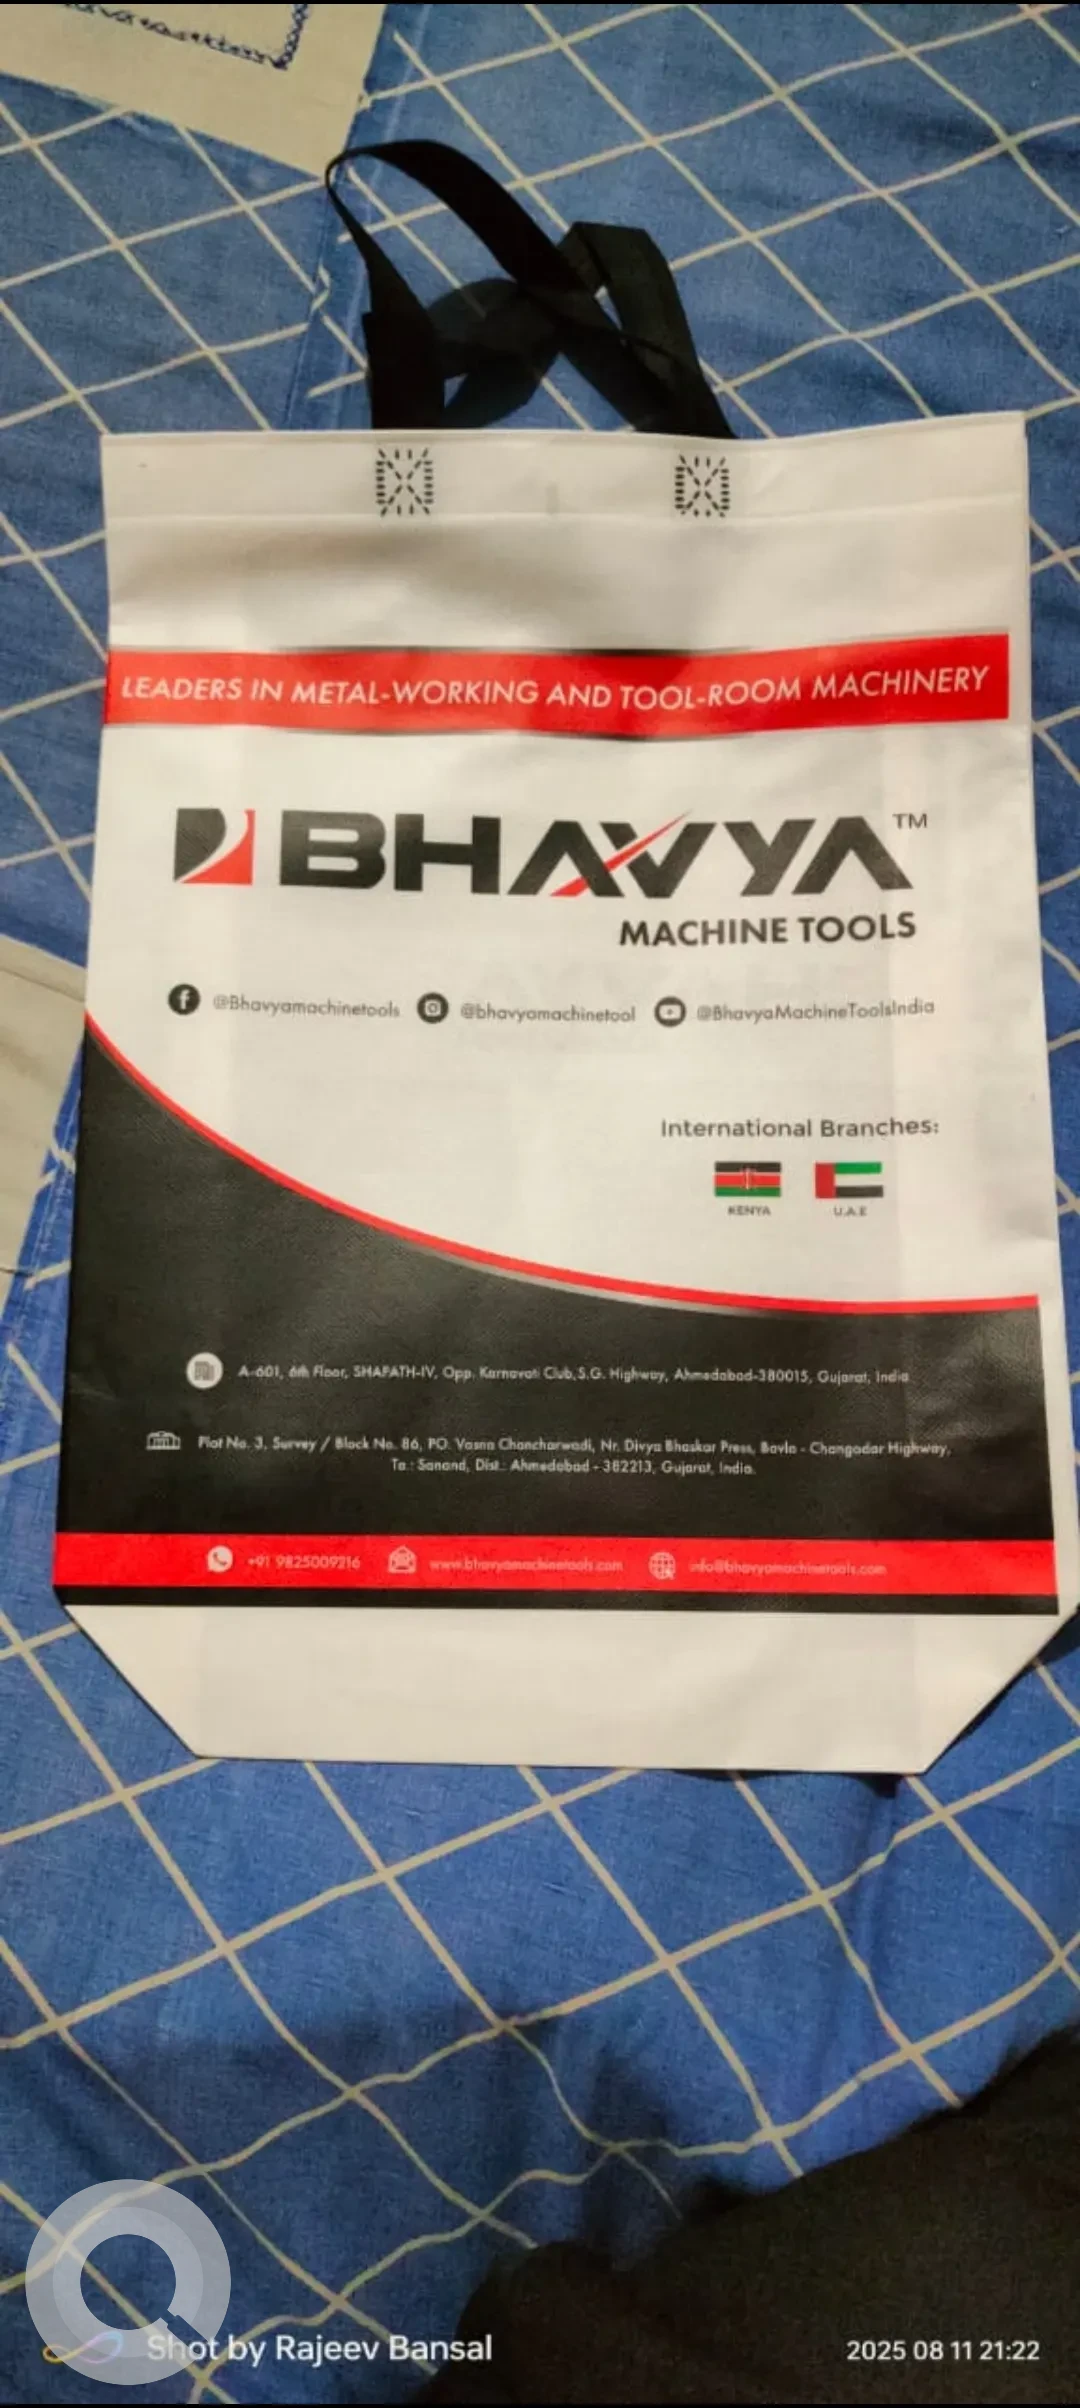 LEADERS IN METAL-WORKING AND TOOL-ROOM MACHINERY
BHAVYA™
MACHINE TOOLS
@Bhavyamachinetools @bhavyamachinetool @BhavyaMachineToolsIndia
International Branches:
KENYA U.A.E
A-601, 6th Floor, SHAPATH-IV, Opp. Karnavati Club,S.G. Highway, Ahmedabad-380015, Gujarat, India
Plot No. 3, Survey / Block No. 86, PO. Vasna Chancharwadi, Nr. Divya Bhaskar Press, Bavla - Changodar Highway,
Ta.: Sanand, Dist.: Ahmedabad - 382213, Gujarat, India.
+91 9825009216 www.bhavyamachinetools.com info@bhavyamachinetools.com
Shot by Rajeev Bansal 2025 08 11 21:22